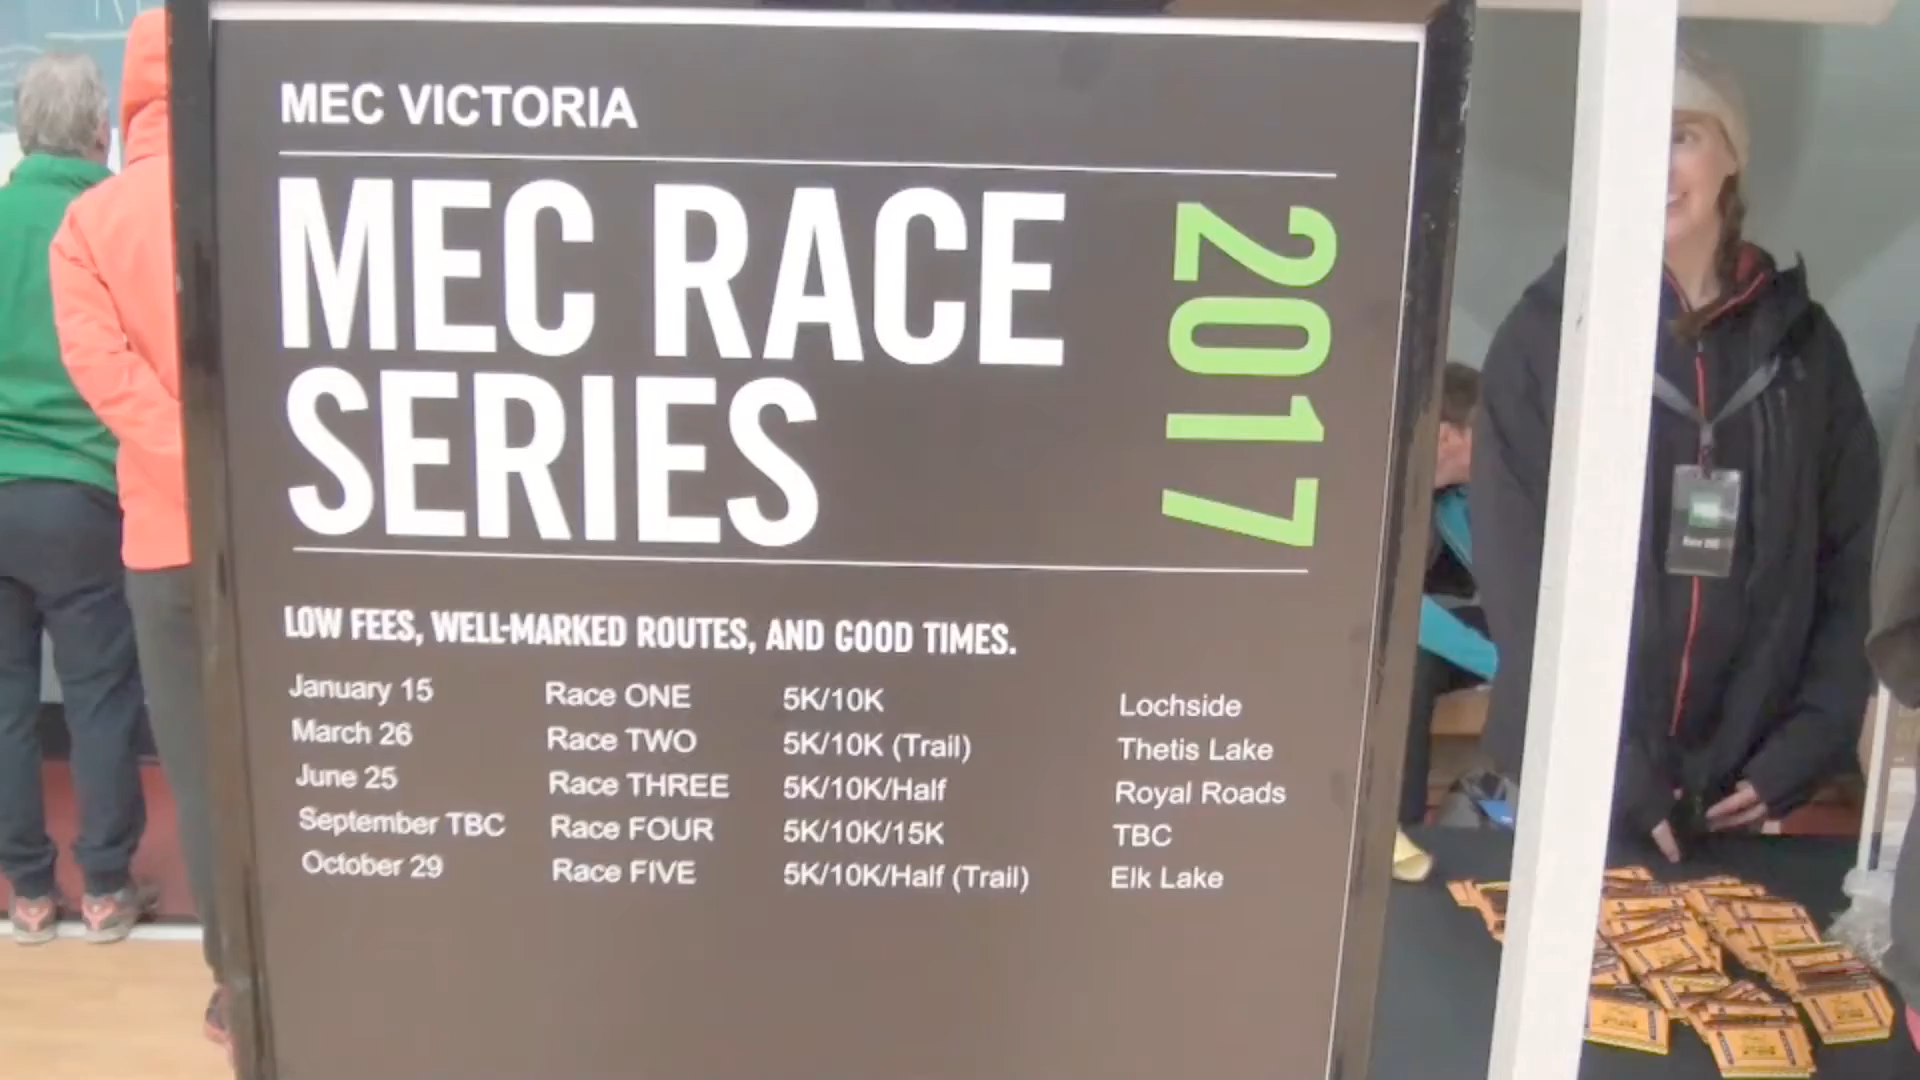 MEC VICTORIA
MEC RACE
SERIES
2017
LOW FEES, WELL-MARKED ROUTES, AND GOOD TIMES.
January 15 Race ONE 5K/10K Lochside
March 26 Race TWO 5K/10K (Trail) Thetis Lake
June 25 Race THREE 5K/10K/Half Royal Roads
September TBC Race FOUR 5K/10K/15K TBC
October 29 Race FIVE 5K/10K/Half (Trail) Elk Lake